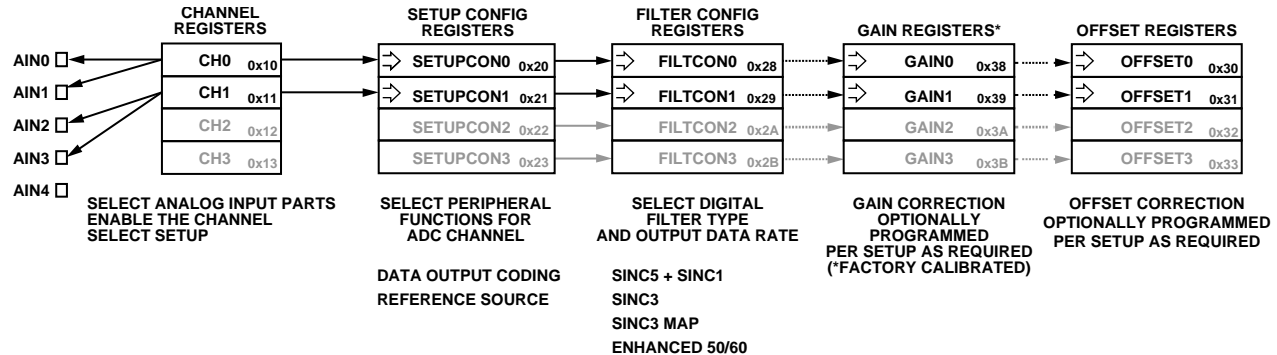 CHANNEL
REGISTERS
SETUP CONFIG
REGISTERS
FILTER CONFIG
REGISTERS
GAIN REGISTERS*
OFFSET REGISTERS
AIN0
CH0 0x10
SETUPCON0 0x20
FILTCON0 0x28
GAIN0 0x38
OFFSET0 0x30
AIN1
CH1 0x11
SETUPCON1 0x21
FILTCON1 0x29
GAIN1 0x39
OFFSET1 0x31
AIN2
CH2 0x12
SETUPCON2 0x22
FILTCON2 0x2A
GAIN2 0x3A
OFFSET2 0x32
AIN3
CH3 0x13
SETUPCON3 0x23
FILTCON3 0x2B
GAIN3 0x3B
OFFSET3 0x33
AIN4
SELECT ANALOG INPUT PARTS
ENABLE THE CHANNEL
SELECT SETUP
SELECT PERIPHERAL
FUNCTIONS FOR
ADC CHANNEL
SELECT DIGITAL
FILTER TYPE
AND OUTPUT DATA RATE
GAIN CORRECTION
OPTIONALLY
PROGRAMMED
PER SETUP AS REQUIRED
(*FACTORY CALIBRATED)
OFFSET CORRECTION
OPTIONALLY PROGRAMMED
PER SETUP AS REQUIRED
DATA OUTPUT CODING
REFERENCE SOURCE
SINC5 + SINC1
SINC3
SINC3 MAP
ENHANCED 50/60